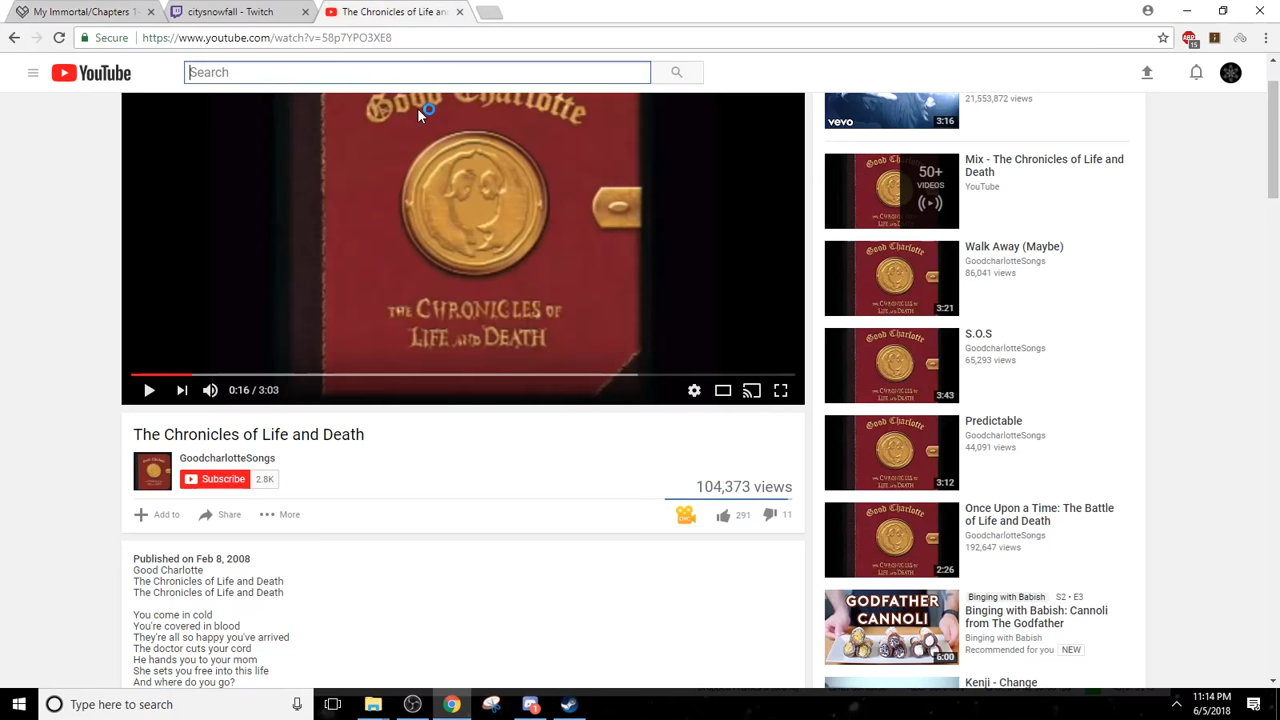 My Immortal/Chapters 1-
citysnowfall - Twitch
The Chronicles of Life an
Secure
https://www.youtube.com/watch?v=58p7YPO3XE8
15
YouTube
Search
Good Charlotte
THE CHRONICLES OF
LIFE AND DEATH
0:16 / 3:03
The Chronicles of Life and Death
GoodcharlotteSongs
Subscribe
2.8K
104,373 views
Add to
Share
More
291
11
Published on Feb 8, 2008
Good Charlotte
The Chronicles of Life and Death
The Chronicles of Life and Death
You come in cold
You're covered in blood
They're all so happy you've arrived
The doctor cuts your cord
He hands you to your mom
She sets you free into this life
And where do you go?
21,553,872 views
vevo
3:16
50+
VIDEOS
Mix - The Chronicles of Life and
Death
YouTube
Good Charlotte
3:21
Walk Away (Maybe)
GoodcharlotteSongs
86,041 views
Good Charlotte
3:43
S.O.S
GoodcharlotteSongs
65,293 views
Good Charlotte
3:12
Predictable
GoodcharlotteSongs
44,091 views
Good Charlotte
2:26
Once Upon a Time: The Battle
of Life and Death
GoodcharlotteSongs
192,647 views
GODFATHER
CANNOLI
6:00
Binging with Babish S2 • E3
Binging with Babish: Cannoli
from The Godfather
Binging with Babish
Recommended for you NEW
Kenji - Change
Type here to search
11:14 PM
6/5/2018